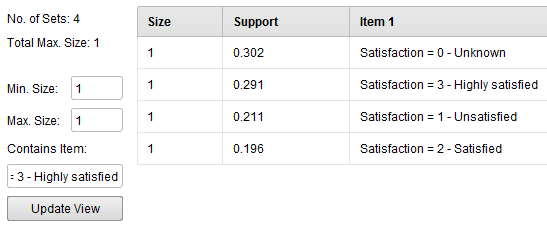 No. of Sets: 4
Total Max. Size: 1
Min. Size: 1
Max. Size: 1
Contains Item:
= 3 - Highly satisfied
Update View
Size Support Item 1
1 0.302 Satisfaction = 0 - Unknown
1 0.291 Satisfaction = 3 - Highly satisfied
1 0.211 Satisfaction = 1 - Unsatisfied
1 0.196 Satisfaction = 2 - Satisfied